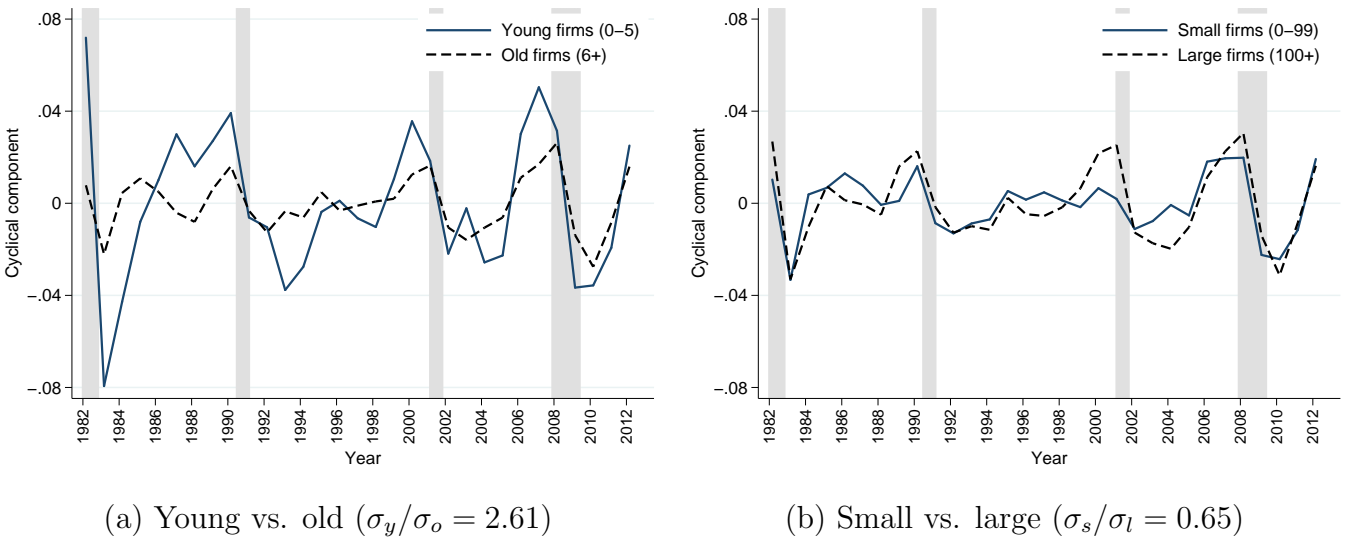 .08
.04
0
−.04
−.08
Cyclical component
Young firms (0−5)
Old firms (6+)
1982 1984 1986 1988 1990 1992 1994 1996 1998 2000 2002 2004 2006 2008 2010 2012
Year
(a) Young vs. old (σy/σo = 2.61)
.08
.04
0
−.04
−.08
Cyclical component
Small firms (0−99)
Large firms (100+)
1982 1984 1986 1988 1990 1992 1994 1996 1998 2000 2002 2004 2006 2008 2010 2012
Year
(b) Small vs. large (σs/σl = 0.65)